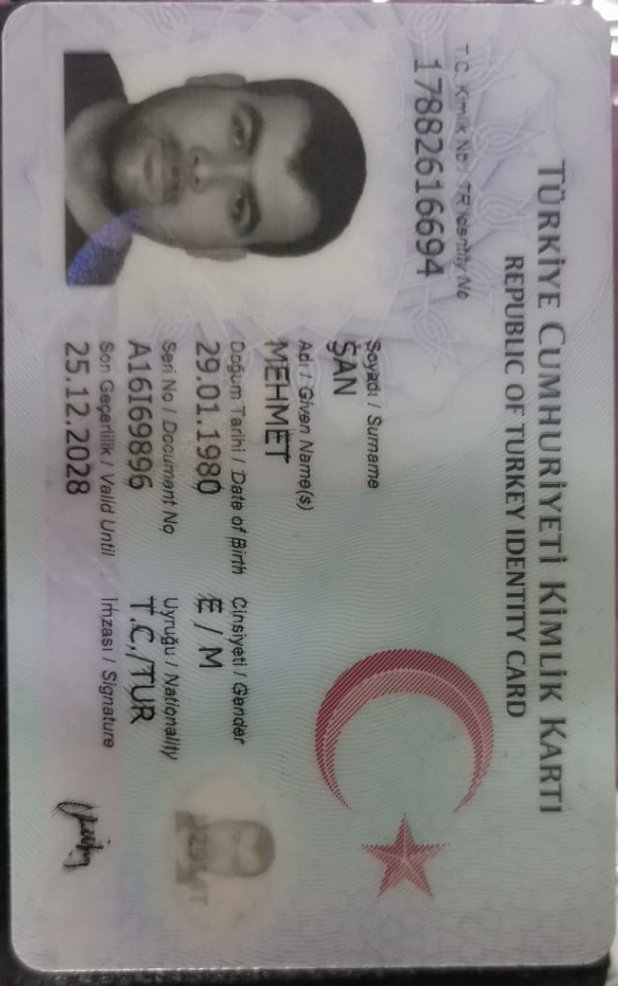 TÜRKİYE CUMHURİYETİ KİMLİK KARTI
REPUBLIC OF TURKEY IDENTITY CARD
T.C. Kimlik No / TR Identity No
17882616694
Soyadı / Surname
ŞAN
Adı / Given Name(s)
MEHMET
Doğum Tarihi / Date of Birth Cinsiyeti / Gender
29.01.1980 E / M
Seri No / Document No Uyruğu / Nationality
A16I69896 T.C./TUR
Son Geçerlilik / Valid Until İmzası / Signature
25.12.2028